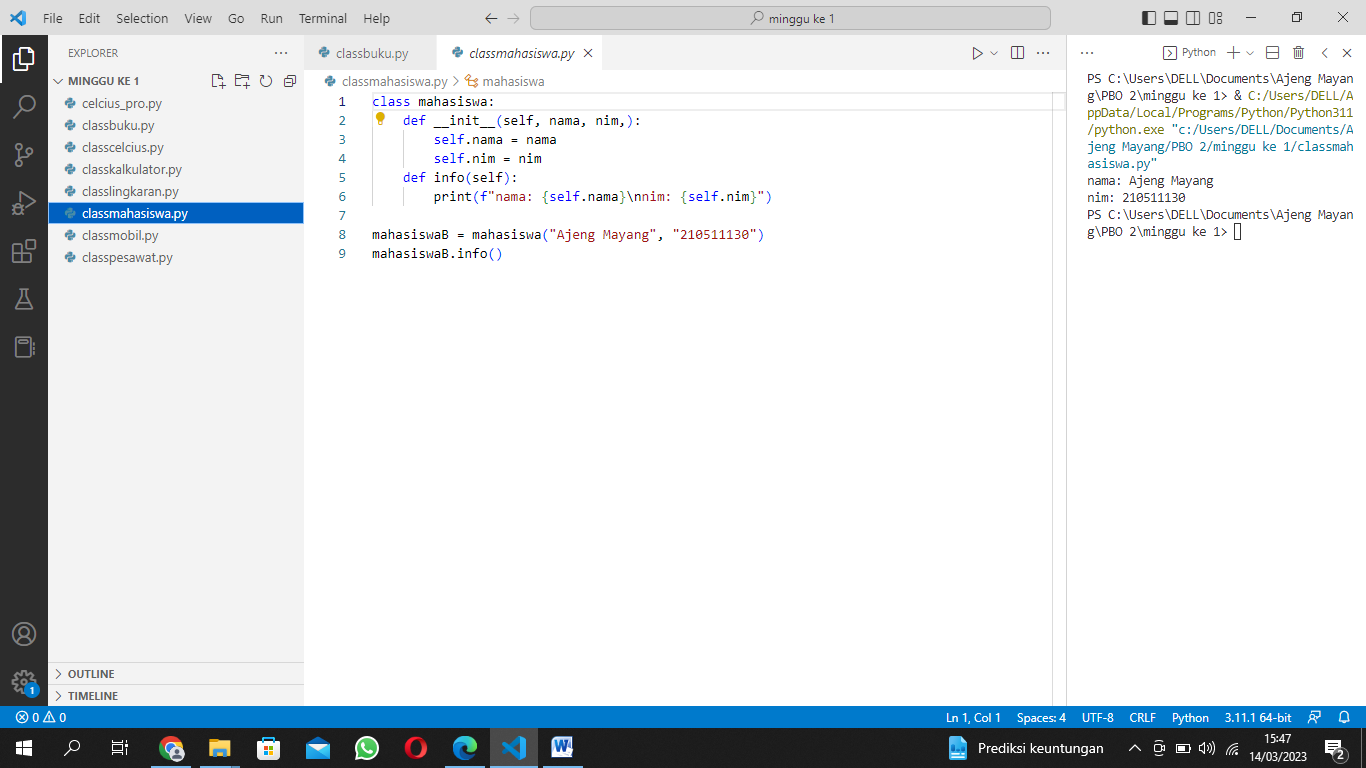 File Edit Selection View Go Run Terminal Help
minggu ke 1
EXPLORER
MINGGU KE 1
celcius_pro.py
classbuku.py
classcelcius.py
classkalkulator.py
classlingkaran.py
classmahasiswa.py
classmobil.py
classpesawat.py
OUTLINE
TIMELINE
classbuku.py classmahasiswa.py
classmahasiswa.py > mahasiswa
1 class mahasiswa:
2 def __init__(self, nama, nim,):
3 self.nama = nama
4 self.nim = nim
5 def info(self):
6 print(f"nama: {self.nama}\nnim: {self.nim}")
7
8 mahasiswaB = mahasiswa("Ajeng Mayang", "210511130")
9 mahasiswaB.info()
Python
PS C:\Users\DELL\Documents\Ajeng Mayan
g\PBO 2\minggu ke 1> & C:/Users/DELL/A
ppData/Local/Programs/Python/Python311
/python.exe "c:/Users/DELL/Documents/A
jeng Mayang/PBO 2/minggu ke 1/classmah
asiswa.py"
nama: Ajeng Mayang
nim: 210511130
PS C:\Users\DELL\Documents\Ajeng Mayan
g\PBO 2\minggu ke 1>
1
0 0 Ln 1, Col 1 Spaces: 4 UTF-8 CRLF Python 3.11.1 64-bit
Prediksi keuntungan
15:47
14/03/2023
2